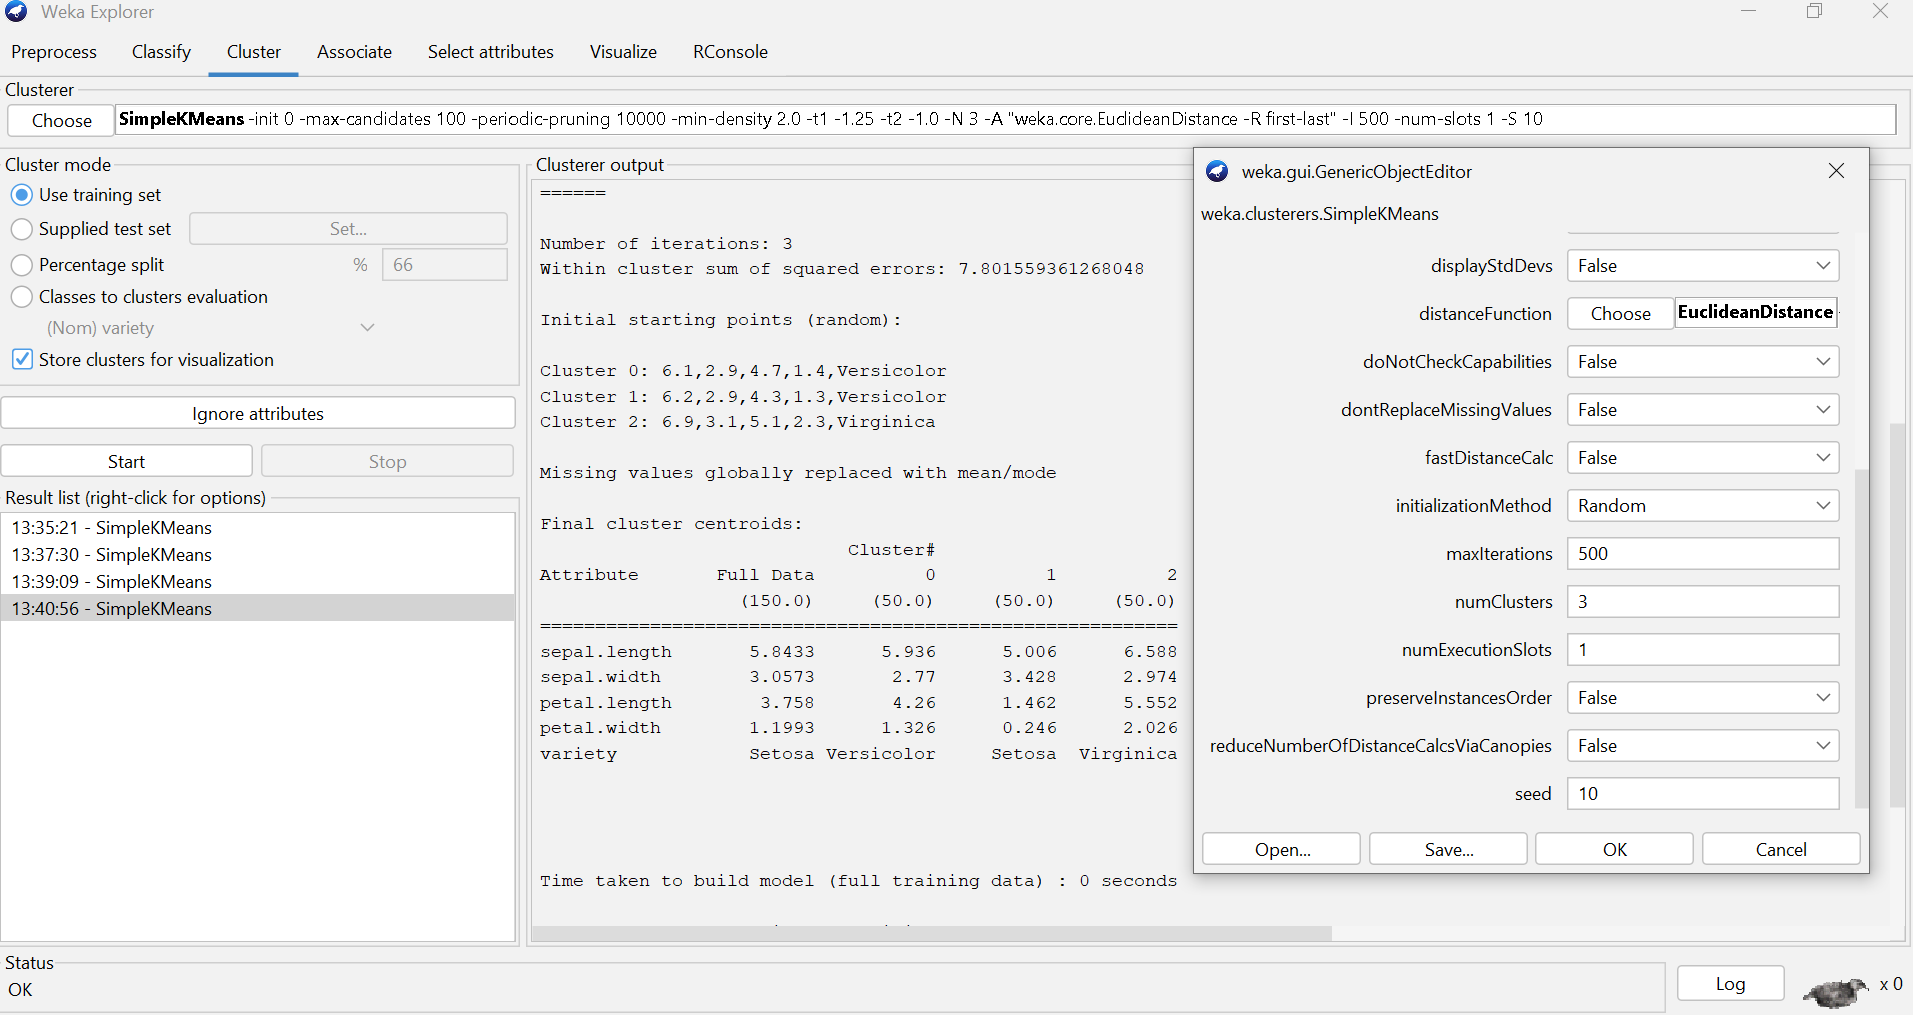 Weka Explorer
Preprocess Classify Cluster Associate Select attributes Visualize RConsole
Clusterer
Choose SimpleKMeans -init 0 -max-candidates 100 -periodic-pruning 10000 -min-density 2.0 -t1 -1.25 -t2 -1.0 -N 3 -A "weka.core.EuclideanDistance -R first-last" -I 500 -num-slots 1 -S 10
Cluster mode
Use training set
Supplied test set Set...
Percentage split % 66
Classes to clusters evaluation
(Nom) variety
Store clusters for visualization
Ignore attributes
Start Stop
Result list (right-click for options)
13:35:21 - SimpleKMeans
13:37:30 - SimpleKMeans
13:39:09 - SimpleKMeans
13:40:56 - SimpleKMeans
Clusterer output
======
Number of iterations: 3
Within cluster sum of squared errors: 7.801559361268048
Initial starting points (random):
Cluster 0: 6.1,2.9,4.7,1.4,Versicolor
Cluster 1: 6.2,2.9,4.3,1.3,Versicolor
Cluster 2: 6.9,3.1,5.1,2.3,Virginica
Missing values globally replaced with mean/mode
Final cluster centroids:
Cluster#
Attribute Full Data 0 1 2
(150.0) (50.0) (50.0) (50.0)
==========================================================
sepal.length 5.8433 5.936 5.006 6.588
sepal.width 3.0573 2.77 3.428 2.974
petal.length 3.758 4.26 1.462 5.552
petal.width 1.1993 1.326 0.246 2.026
variety Setosa Versicolor Setosa Virginica
Time taken to build model (full training data) : 0 seconds
weka.gui.GenericObjectEditor
weka.clusterers.SimpleKMeans
displayStdDevs False
distanceFunction Choose EuclideanDistance
doNotCheckCapabilities False
dontReplaceMissingValues False
fastDistanceCalc False
initializationMethod Random
maxIterations 500
numClusters 3
numExecutionSlots 1
preserveInstancesOrder False
reduceNumberOfDistanceCalcsViaCanopies False
seed 10
Open... Save... OK Cancel
Status
OK
Log x 0